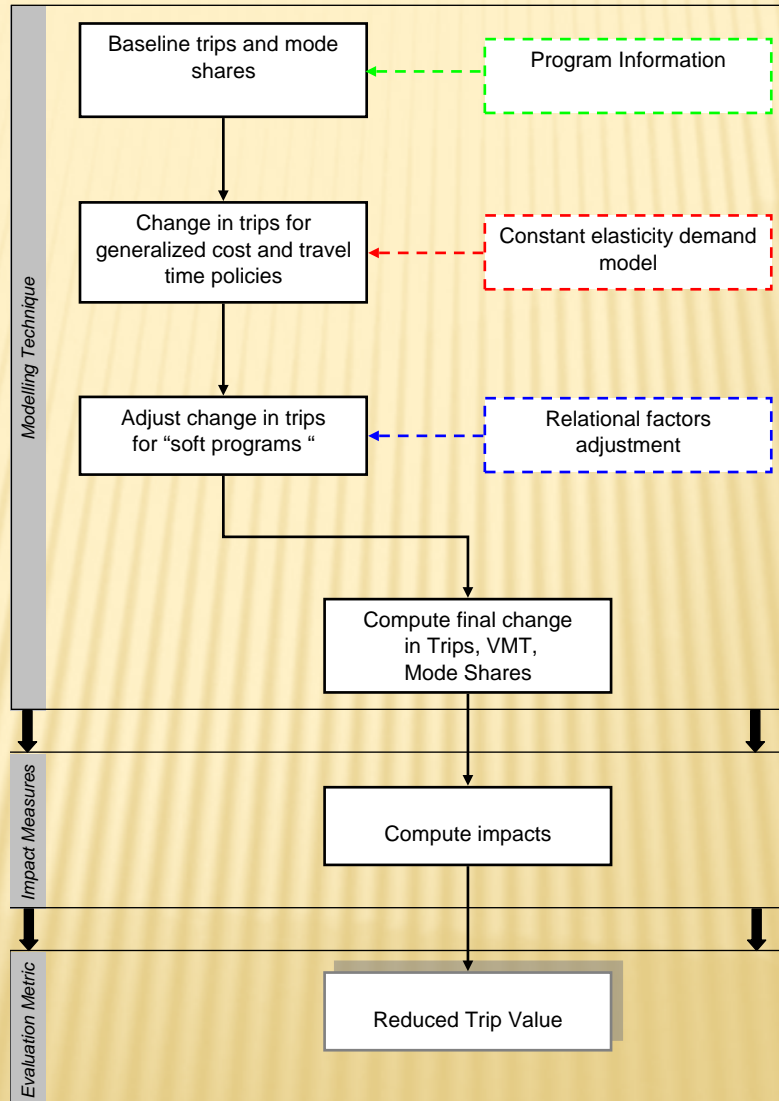 Baseline trips and mode
shares
Program Information
Change in trips for
generalized cost and travel
time policies
Constant elasticity demand
model
Modelling Technique
Adjust change in trips
for “soft programs “
Relational factors
adjustment
Compute final change
in Trips, VMT,
Mode Shares
Impact Measures
Compute impacts
Evaluation Metric
Reduced Trip Value